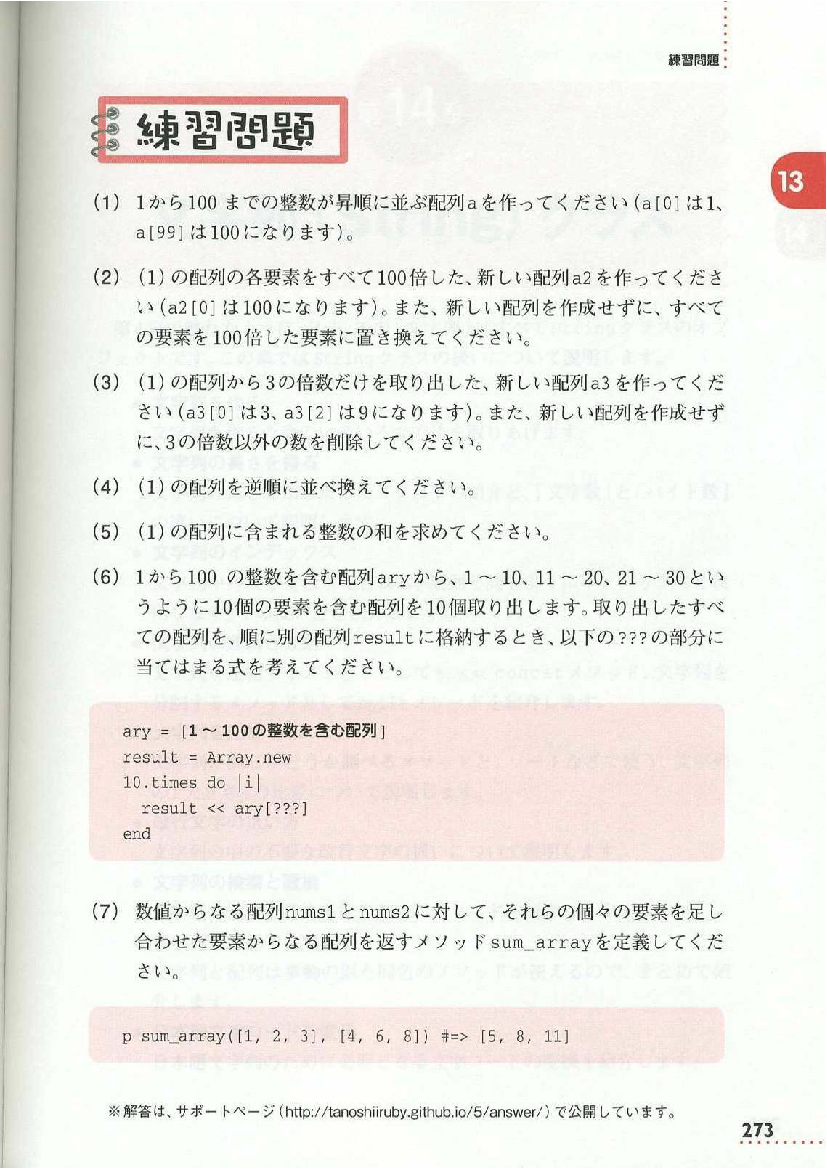 練習問題
練習問題
13
(1) 1から100 までの整数が昇順に並ぶ配列aを作ってください(a[0]は1、
a[99]は100になります)。
(2) (1)の配列の各要素をすべて100倍した、新しい配列a2を作ってくださ
い(a2[0]は100になります)。また、新しい配列を作成せずに、すべて
の要素を100倍した要素に置き換えてください。
(3) (1)の配列から3の倍数だけを取り出した、新しい配列a3を作ってくだ
さい(a3[0]は3、a3[2]は9になります)。また、新しい配列を作成せず
に、3の倍数以外の数を削除してください。
(4) (1)の配列を逆順に並べ換えてください。
(5) (1)の配列に含まれる整数の和を求めてください。
(6) 1から100 の整数を含む配列aryから、1～10、11～20、21～30とい
うように10個の要素を含む配列を10個取り出します。取り出したすべ
ての配列を、順に別の配列resultに格納するとき、以下の???の部分に
当てはまる式を考えてください。
ary = [1～100の整数を含む配列]
result = Array.new
10.times do |i|
  result << ary[???]
end
(7) 数値からなる配列nums1とnums2に対して、それらの個々の要素を足し
合わせた要素からなる配列を返すメソッドsum_arrayを定義してくだ
さい。
p sum_array([1, 2, 3], [4, 6, 8]) #=> [5, 8, 11]
※解答は、サポートページ(http://tanoshiiruby.github.io/5/answer/)で公開しています。
273